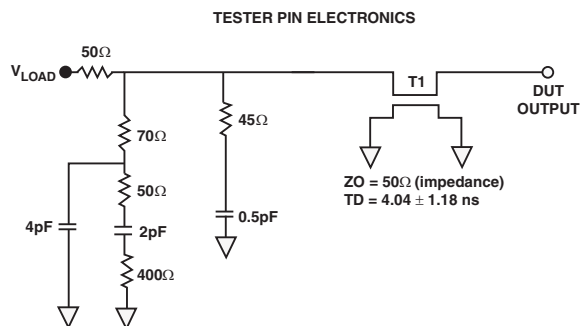 TESTER PIN ELECTRONICS
50Ω
VLOAD
T1
DUT
OUTPUT
45Ω
70Ω
50Ω
ZO = 50Ω (impedance)
TD = 4.04 ± 1.18 ns
4pF
2pF
0.5pF
400Ω